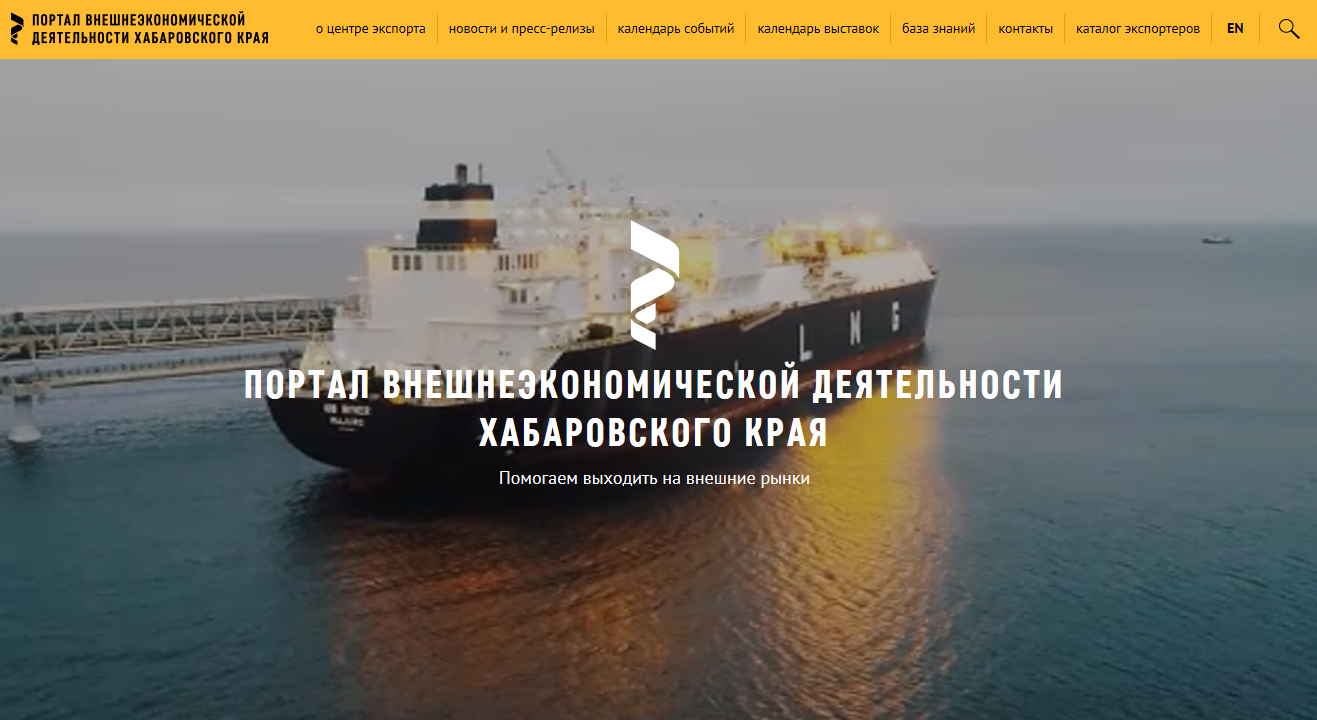 ПОРТАЛ ВНЕШНЕЭКОНОМИЧЕСКОЙ
ДЕЯТЕЛЬНОСТИ ХАБАРОВСКОГО КРАЯ
о центре экспорта
новости и пресс-релизы
календарь событий
календарь выставок
база знаний
контакты
каталог экспортеров
EN
LNG
ПОРТАЛ ВНЕШНЕЭКОНОМИЧЕСКОЙ ДЕЯТЕЛЬНОСТИ
ХАБАРОВСКОГО КРАЯ
Помогаем выходить на внешние рынки